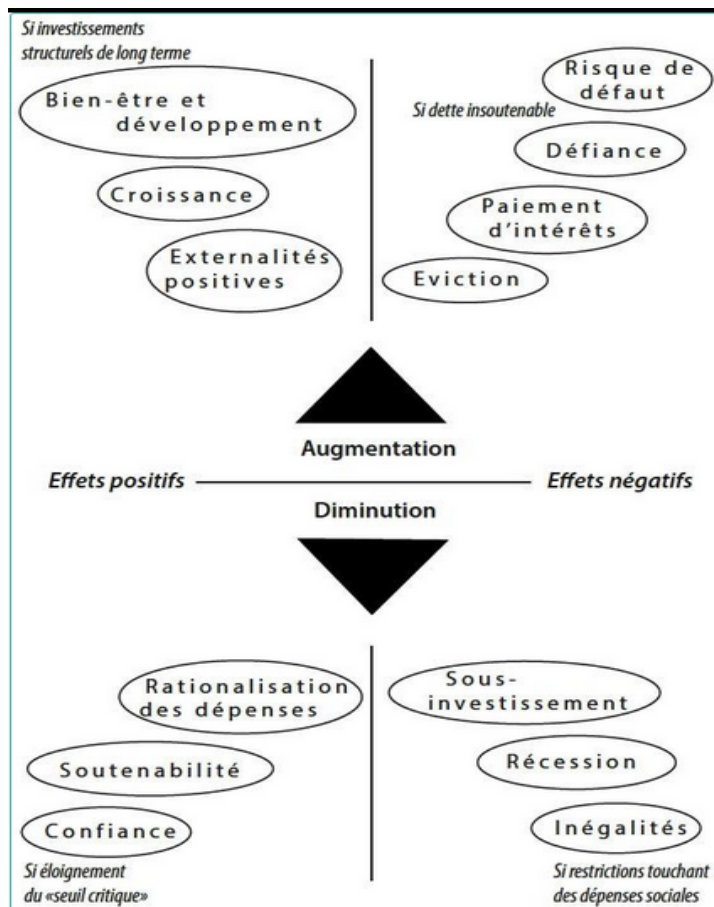 Si investissements
structurels de long terme
Bien-être et
développement
Croissance
Externalités
positives
Risque de
défaut
Si dette insoutenable
Défiance
Paiement
d'intérêts
Eviction
Augmentation
Effets positifs
Effets négatifs
Diminution
Rationalisation
des dépenses
Soutenabilité
Confiance
Si éloignement
du «seuil critique»
Sous-
investissement
Récession
Inégalités
Si restrictions touchant
des dépenses sociales